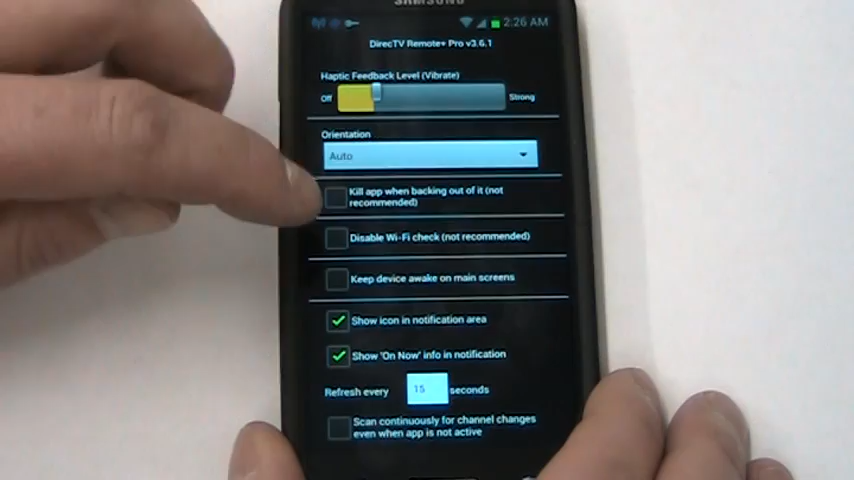 SAMSUNG
2:26 AM
DirecTV Remote+ Pro v3.6.1
Haptic Feedback Level (Vibrate)
Off Strong
Orientation
Auto
Kill app when backing out of it (not
recommended)
Disable Wi-Fi check (not recommended)
Keep device awake on main screens
Show icon in notification area
Show 'On Now' info in notification
Refresh every 15 seconds
Scan continuously for channel changes
even when app is not active